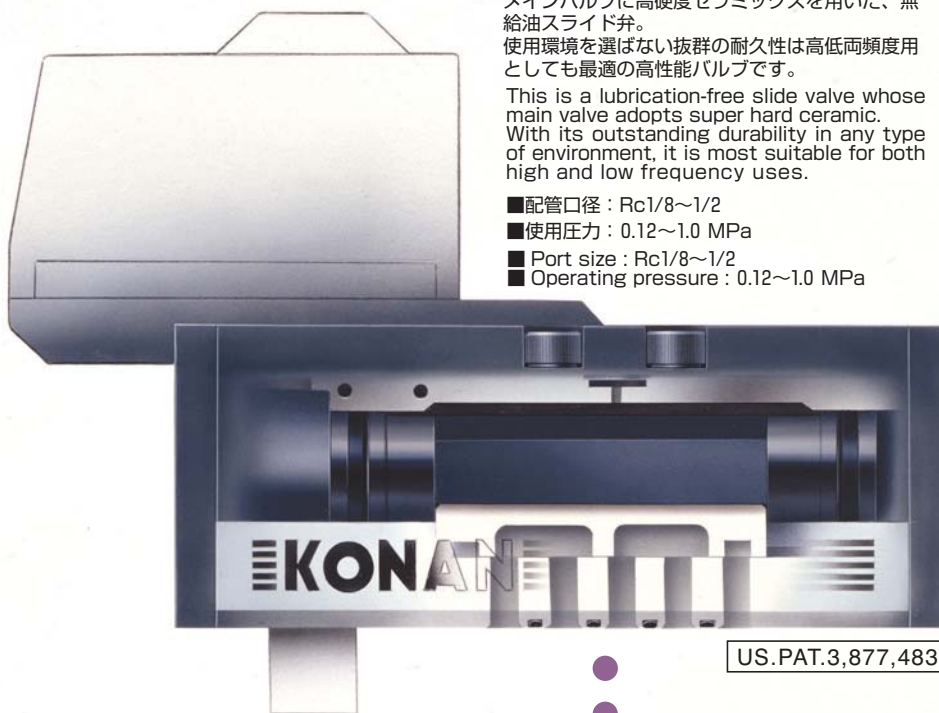 メインバルブに高硬度セラミックスを用いた、無
給油スライド弁。
使用環境を選ばない抜群の耐久性は高低両頻度用
としても最適の高性能バルブです。
This is a lubrication-free slide valve whose
main valve adopts super hard ceramic.
With its outstanding durability in any type
of environment, it is most suitable for both
high and low frequency uses.
■配管口径：Rc1/8〜1/2
■使用圧力：0.12〜1.0 MPa
■ Port size : Rc1/8〜1/2
■ Operating pressure : 0.12〜1.0 MPa
KONAN
US.PAT.3,877,483